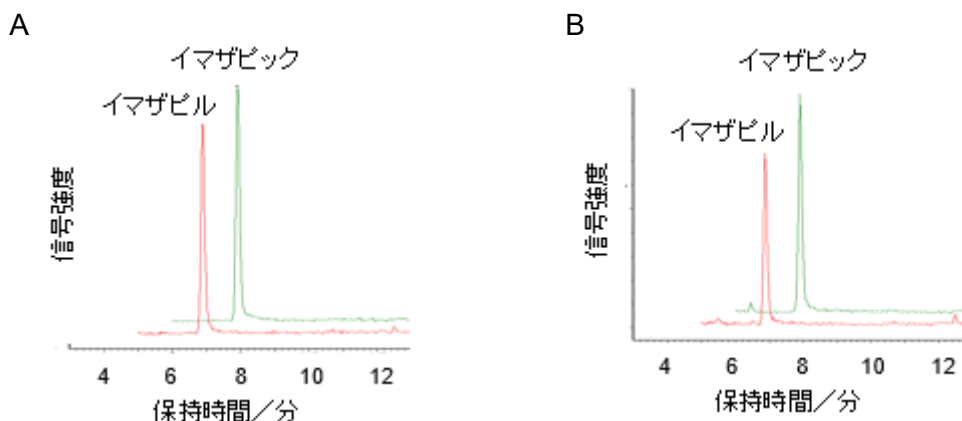 A
イマザピック
イマザピル
信号強度
4 6 8 10 12
保持時間／分
B
イマザピック
イマザピル
信号強度
4 6 8 10 12
保持時間／分